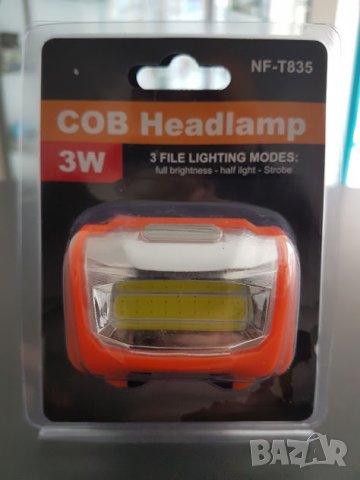 NF-T835
COB Headlamp
3W
3 FILE LIGHTING MODES:
full brightness - half light - Strobe
BAZAR